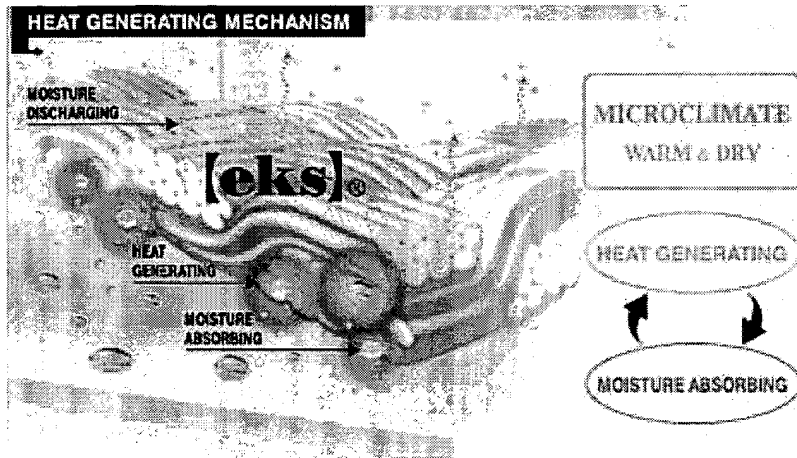 HEAT GENERATING MECHANISM
MOISTURE
DISCHARGING
【eks】®
HEAT
GENERATING
MOISTURE
ABSORBING
MICROCLIMATE
WARM & DRY
HEAT GENERATING
MOISTURE ABSORBING